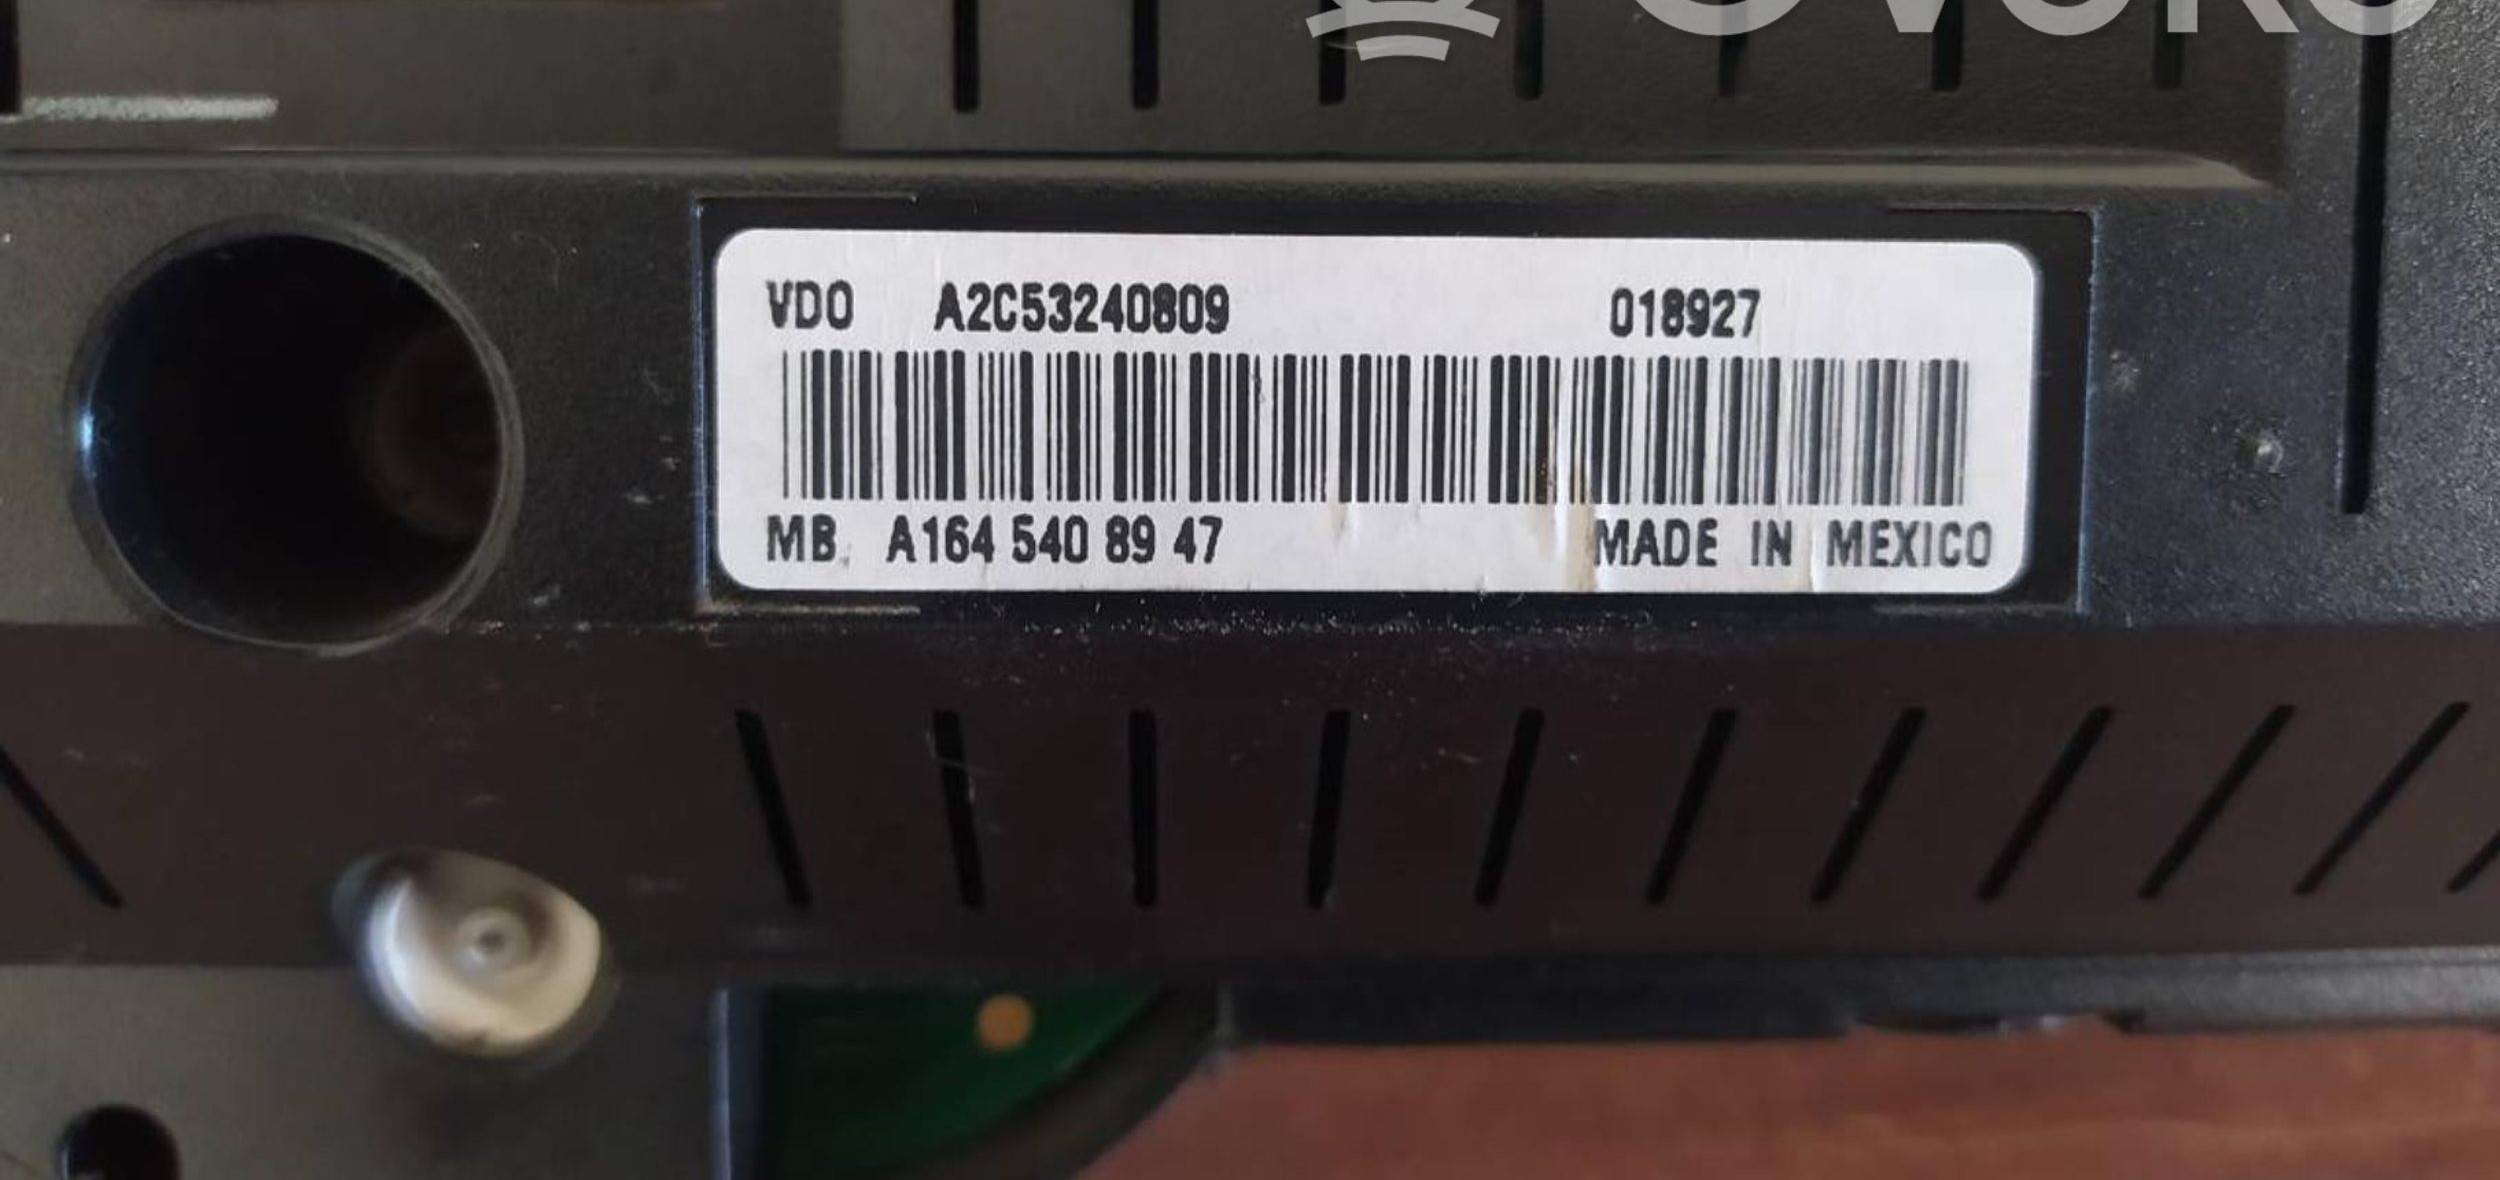 VDO A2C53240809 018927
MB A164 540 89 47 MADE IN MEXICO